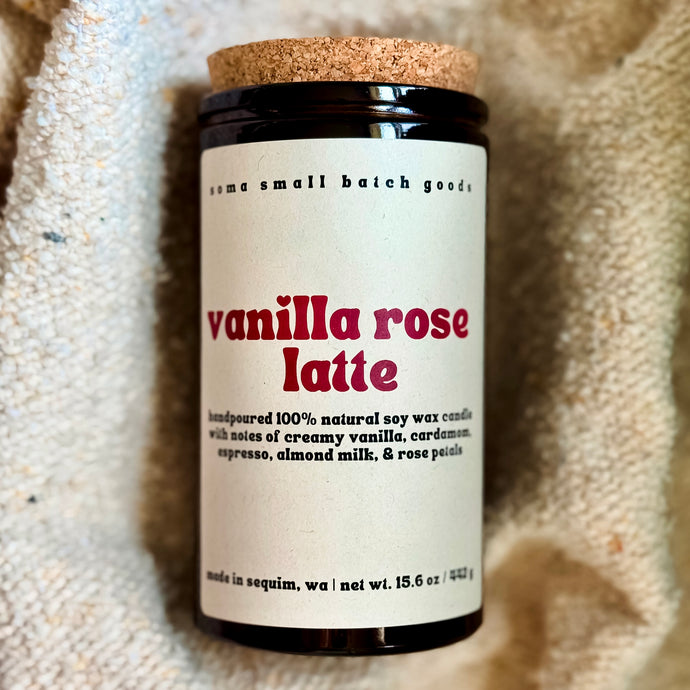 soma small batch goods
vanilla rose
latte
handpoured 100% natural soy wax candle
with notes of creamy vanilla, cardamom,
espresso, almond milk, & rose petals
made in sequim, wa | net wt. 15.6 oz / 442 g